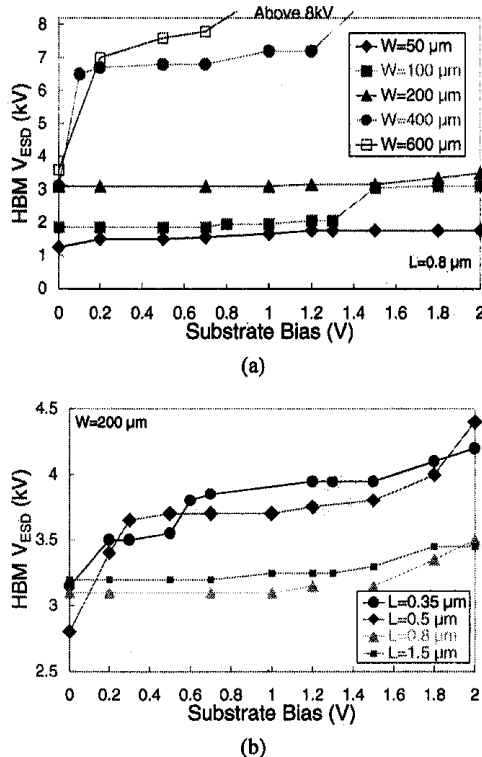 Above 8kV
8
7
6
5
4
3
2
1
0
HBM VESD (kV)
W=50 µm
W=100 µm
W=200 µm
W=400 µm
W=600 µm
L=0.8 µm
0 0.2 0.4 0.6 0.8 1 1.2 1.4 1.6 1.8 2
Substrate Bias (V)
(a)
W=200 µm
4.5
4
3.5
3
2.5
HBM VESD (kV)
L=0.35 µm
L=0.5 µm
L=0.8 µm
L=1.5 µm
0 0.2 0.4 0.6 0.8 1 1.2 1.4 1.6 1.8 2
Substrate Bias (V)
(b)